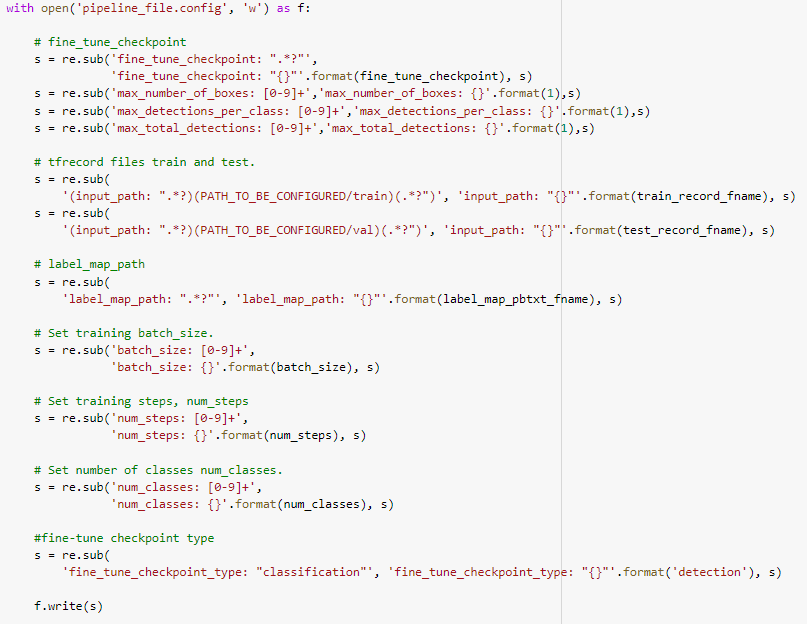 with open('pipeline_file.config', 'w') as f:
# fine_tune_checkpoint
s = re.sub('fine_tune_checkpoint: ".*?"',
'fine_tune_checkpoint: "{}"'.format(fine_tune_checkpoint), s)
s = re.sub('max_number_of_boxes: [0-9]+','max_number_of_boxes: {}'.format(1),s)
s = re.sub('max_detections_per_class: [0-9]+','max_detections_per_class: {}'.format(1),s)
s = re.sub('max_total_detections: [0-9]+','max_total_detections: {}'.format(1),s)
# tfrecord files train and test.
s = re.sub(
'(input_path: ".*?)(PATH_TO_BE_CONFIGURED/train)(.*?")', 'input_path: "{}"'.format(train_record_fname), s)
s = re.sub(
'(input_path: ".*?)(PATH_TO_BE_CONFIGURED/val)(.*?")', 'input_path: "{}"'.format(test_record_fname), s)
# label_map_path
s = re.sub(
'label_map_path: ".*?"', 'label_map_path: "{}"'.format(label_map_pbtxt_fname), s)
# Set training batch_size.
s = re.sub('batch_size: [0-9]+',
'batch_size: {}'.format(batch_size), s)
# Set training steps, num_steps
s = re.sub('num_steps: [0-9]+',
'num_steps: {}'.format(num_steps), s)
# Set number of classes num_classes.
s = re.sub('num_classes: [0-9]+',
'num_classes: {}'.format(num_classes), s)
#fine-tune checkpoint type
s = re.sub(
'fine_tune_checkpoint_type: "classification"', 'fine_tune_checkpoint_type: "{}"'.format('detection'), s)
f.write(s)